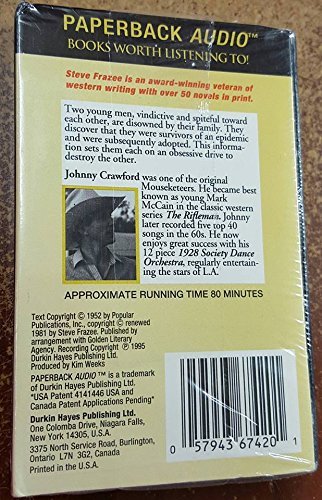 PAPERBACK AUDIO™
BOOKS WORTH LISTENING TO!
Steve Frazee is an award-winning veteran of
western writing with over 50 novels in print.
Two young men, vindictive and spiteful toward
each other, are disowned by their family. They
discover that they were survivors of an epidemic
and were subsequently adopted. This informa-
tion sets them each on an obsessive drive to
destroy the other.
Johnny Crawford was one of the original
Mouseketeers. He became best
known as young Mark
McCain in the classic western
series The Rifleman. Johnny
later recorded five top 40
songs in the 60s. He now
enjoys great success with his
12 piece 1928 Society Dance
Orchestra, regularly entertain-
ing the stars of L.A.
APPROXIMATE RUNNING TIME 80 MINUTES
Text Copyright © 1952 by Popular
Publications, Inc., copyright © renewed
1981 by Steve Frazee. Published by
arrangement with Golden Literary
Agency. Recording Copyright ℗ 1995
Durkin Hayes Publishing Ltd.
Produced by Kim Weeks
PAPERBACK AUDIO ™ is a trademark
of Durkin Hayes Publishing Ltd.
*USA Patent 4141446 USA and
Canada Patent Applications Pending*
Durkin Hayes Publishing Ltd.
One Colomba Drive, Niagara Falls,
New York 14305, U.S.A.
3375 North Service Road, Burlington,
Ontario L7N 3G2, Canada
Printed in the U.S.A.
0 57943 67420 1